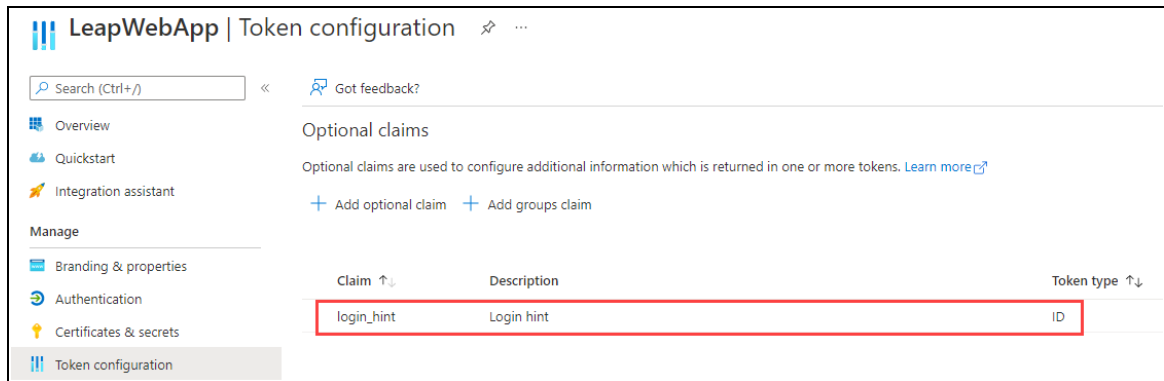 LeapWebApp | Token configuration
Search (Ctrl+/)
Got feedback?
Overview
Quickstart
Integration assistant
Manage
Branding & properties
Authentication
Certificates & secrets
Token configuration
Optional claims
Optional claims are used to configure additional information which is returned in one or more tokens. Learn more
Add optional claim Add groups claim
Claim Description Token type
login_hint Login hint ID